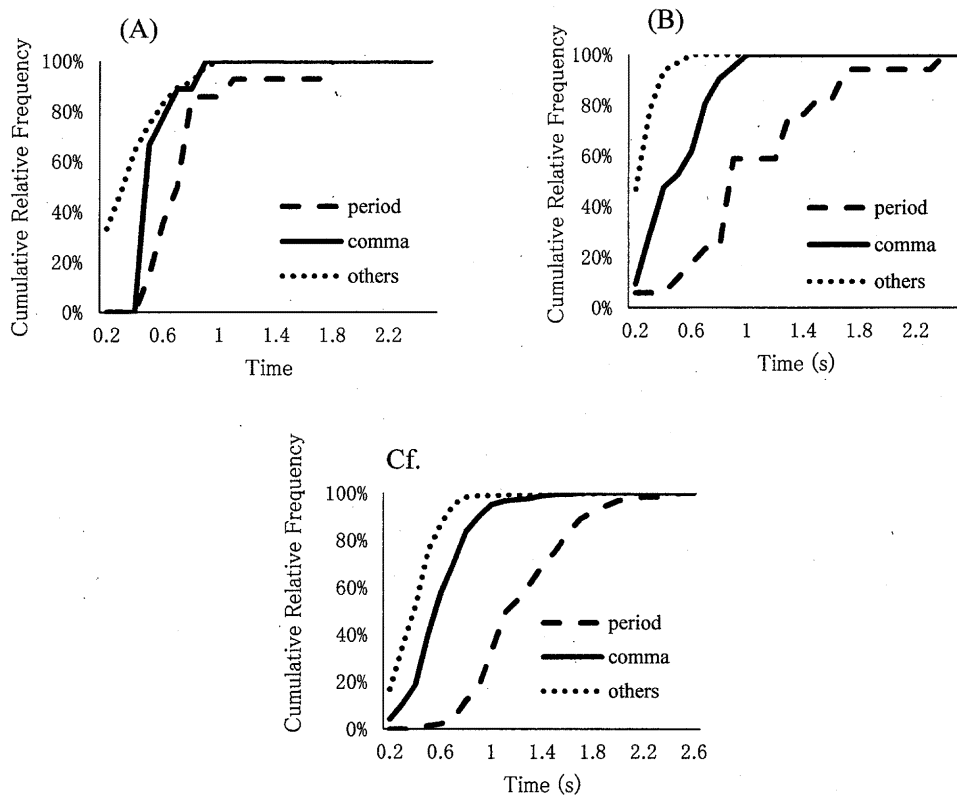 (A)
Cumulative Relative Frequency
100%
80%
60%
40%
20%
0%
period
comma
others
0.2 0.6 1 1.4 1.8 2.2
Time
(B)
Cumulative Relative Frequency
100%
80%
60%
40%
20%
0%
period
comma
others
0.2 0.6 1 1.4 1.8 2.2
Time (s)
Cf.
Cumulative Relative Frequency
100%
80%
60%
40%
20%
0%
period
comma
others
0.2 0.6 1 1.4 1.8 2.2 2.6
Time (s)